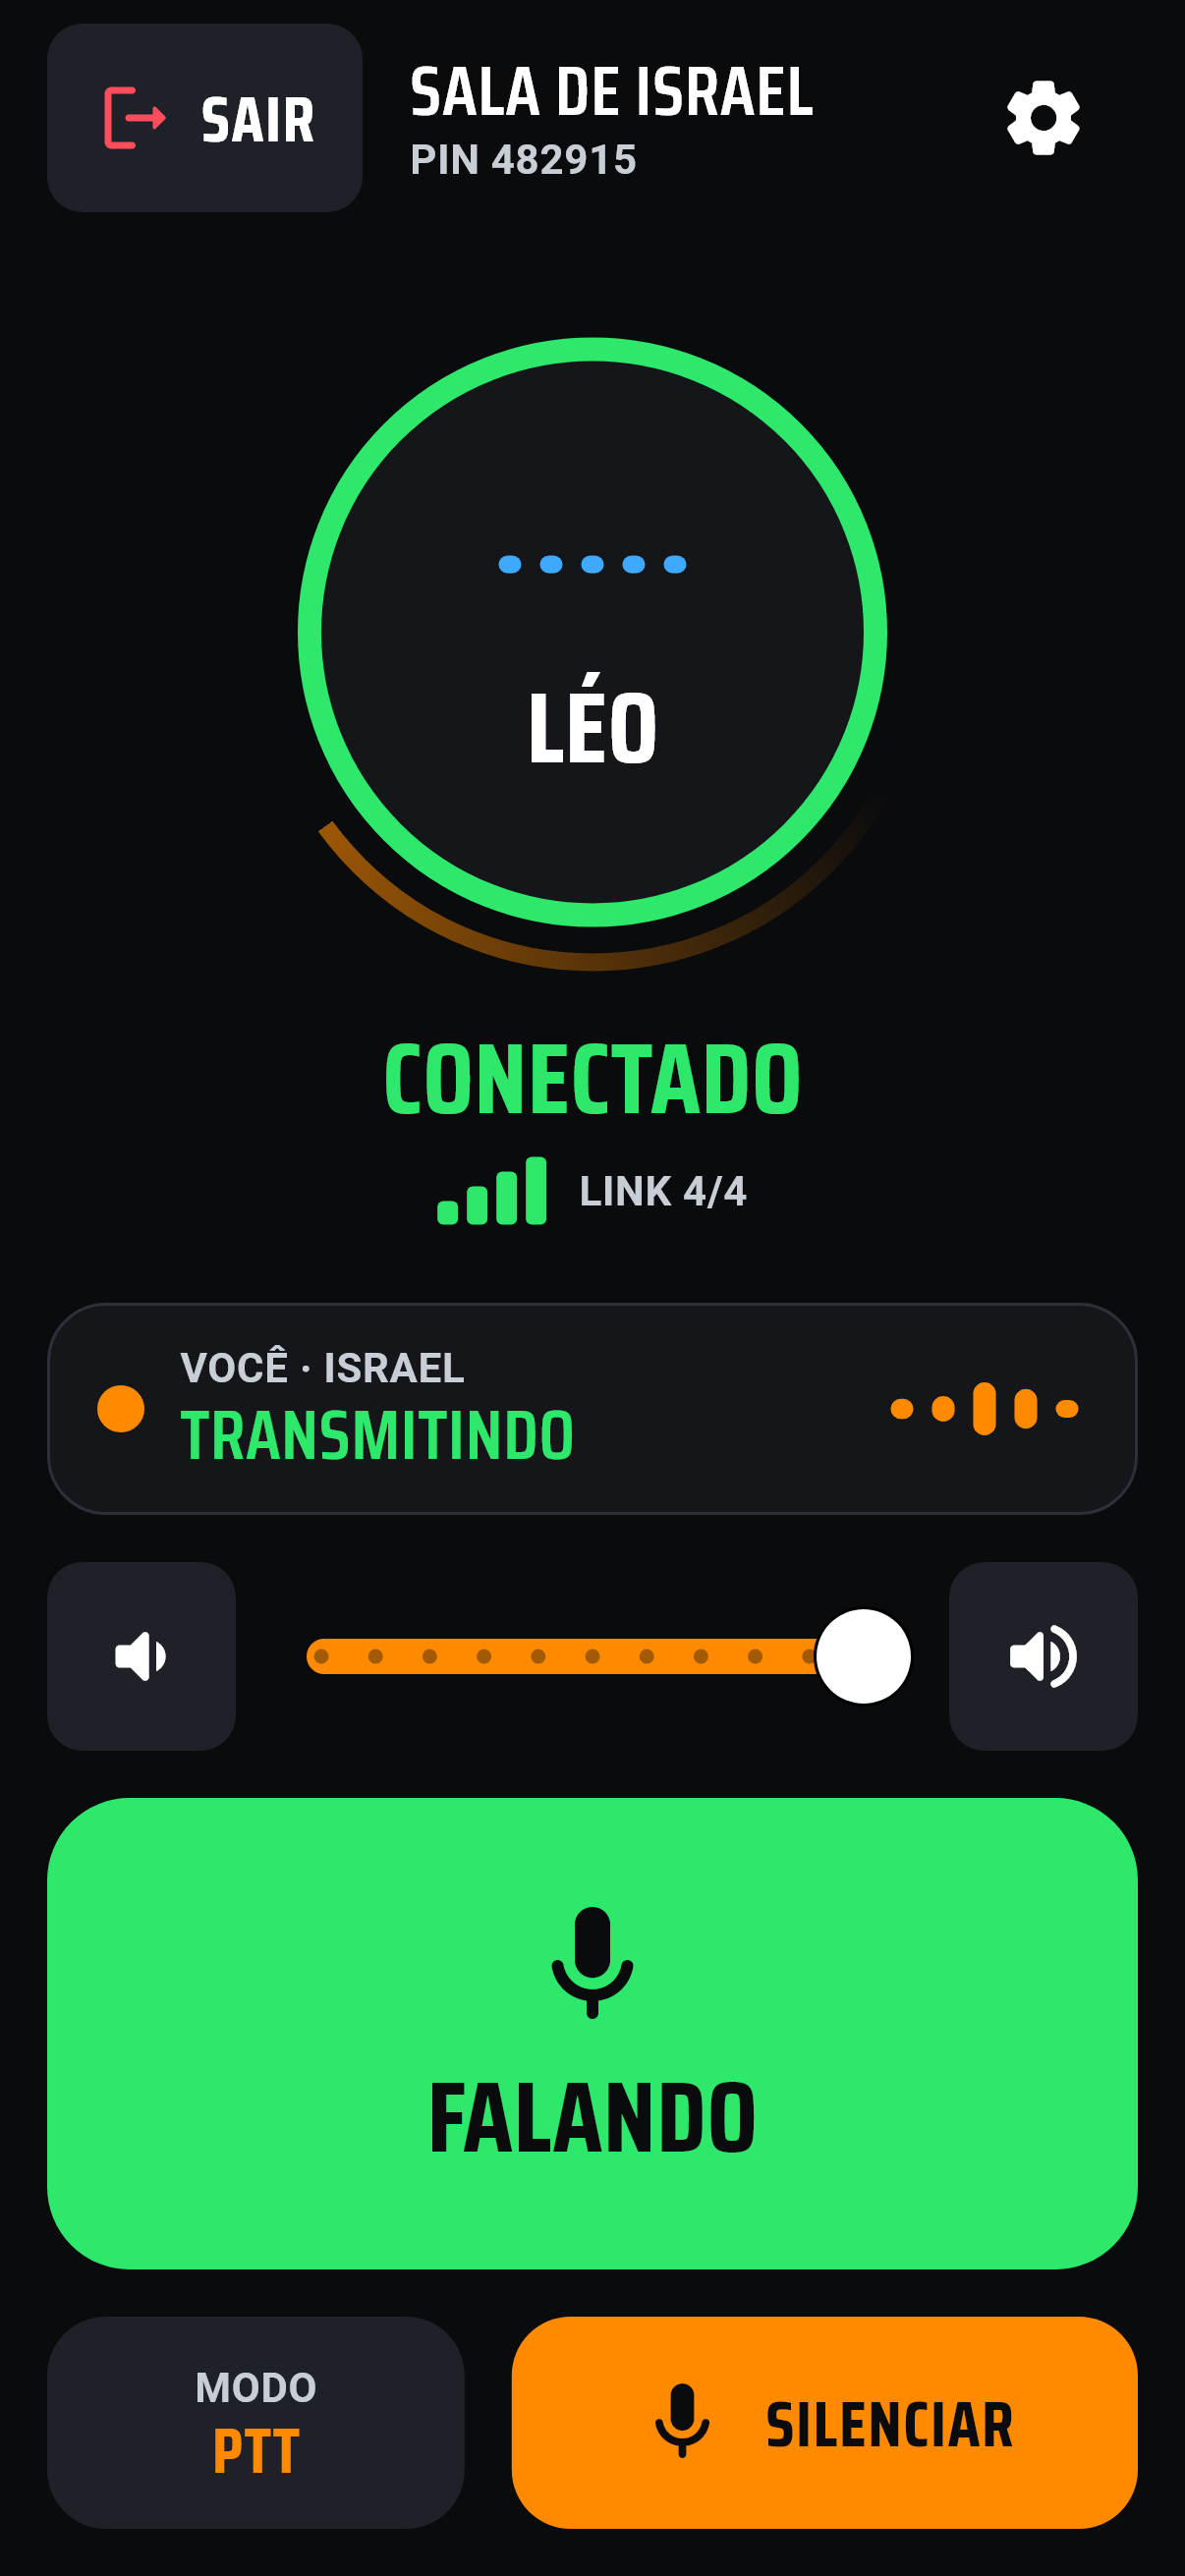 SAIR
SALA DE ISRAEL
PIN 482915
LÉO
CONECTADO
LINK 4/4
VOCÊ · ISRAEL
TRANSMITINDO
FALANDO
MODO
PTT
SILENCIAR